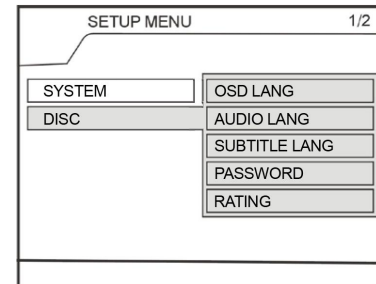 SETUP MENU 1/2
SYSTEM
DISC
OSD LANG
AUDIO LANG
SUBTITLE LANG
PASSWORD
RATING